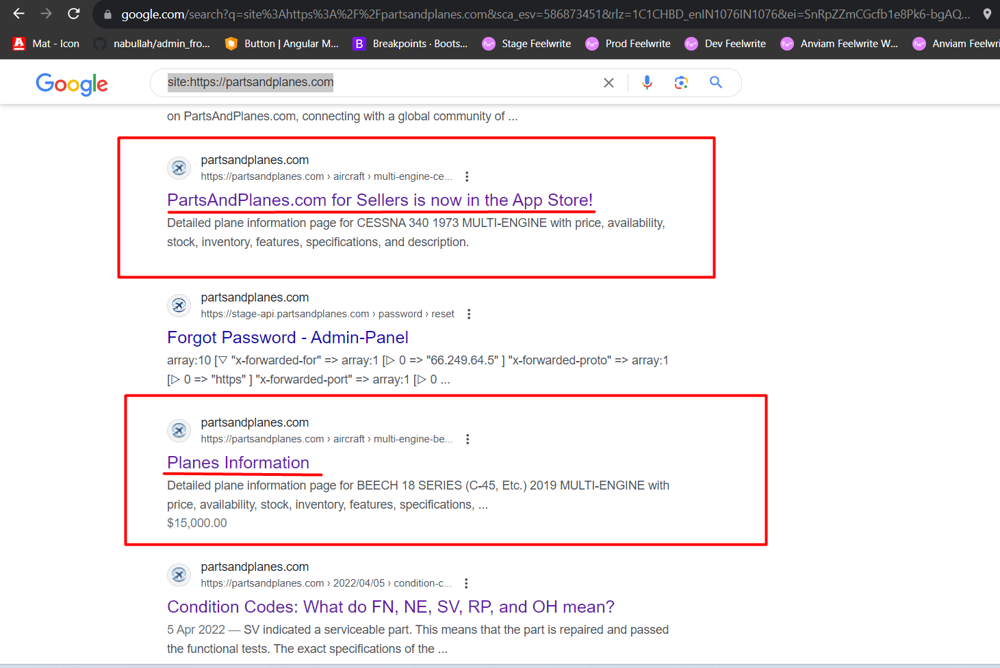 google.com/search?q=site%3Ahttps%3A%2F%2Fpartsandplanes.com&sca_esv=586873451&rlz=1C1CHBD_enIN1076IN1076&ei=SnRpZZmCGcfb1e8Pk6-bgAQ...
Mat - Icon nabullah/admin_fro... Button | Angular M... B Breakpoints · Boots... fw Stage Feelwrite fw Prod Feelwrite fw Dev Feelwrite fw Anviam Feelwrite W... fw Anviam Feelwri
Google site:https://partsandplanes.com
on PartsAndPlanes.com, connecting with a global community of ...
partsandplanes.com
https://partsandplanes.com › aircraft › multi-engine-ce...
PartsAndPlanes.com for Sellers is now in the App Store!
Detailed plane information page for CESSNA 340 1973 MULTI-ENGINE with price, availability,
stock, inventory, features, specifications, and description.
partsandplanes.com
https://stage-api.partsandplanes.com › password › reset
Forgot Password - Admin-Panel
array:10 [▽ "x-forwarded-for" => array:1 [▷ 0 => "66.249.64.5" ] "x-forwarded-proto" => array:1
[▷ 0 => "https" ] "x-forwarded-port" => array:1 [▷ 0 ...
partsandplanes.com
https://partsandplanes.com › aircraft › multi-engine-be...
Planes Information
Detailed plane information page for BEECH 18 SERIES (C-45, Etc.) 2019 MULTI-ENGINE with
price, availability, stock, inventory, features, specifications, ...
$15,000.00
partsandplanes.com
https://partsandplanes.com › 2022/04/05 › condition-c...
Condition Codes: What do FN, NE, SV, RP, and OH mean?
5 Apr 2022 — SV indicated a serviceable part. This means that the part is repaired and passed
the functional tests. The exact specifications of the ...